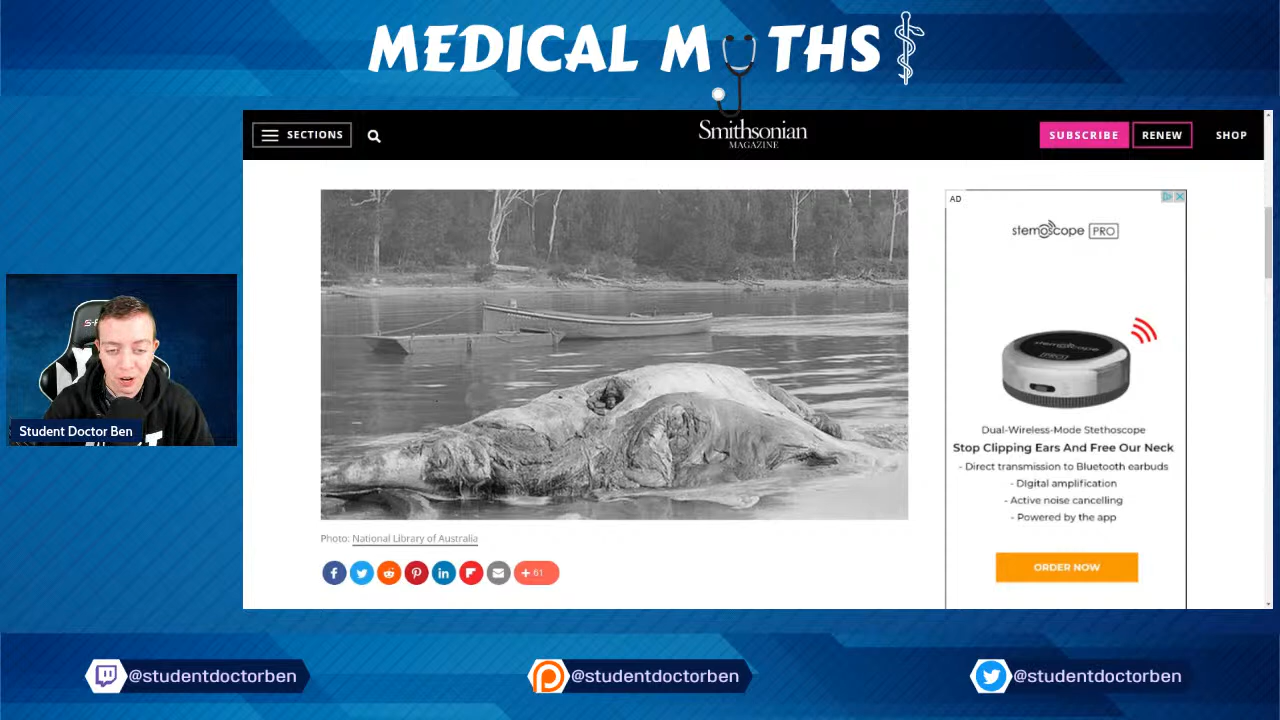 MEDICAL MYTHS
SECTIONS
Smithsonian
MAGAZINE
SUBSCRIBE
RENEW
SHOP
AD
stemoscope PRO
Dual-Wireless-Mode Stethoscope
Stop Clipping Ears And Free Our Neck
- Direct transmission to Bluetooth earbuds
- Digital amplification
- Active noise cancelling
- Powered by the app
ORDER NOW
Student Doctor Ben
Photo: National Library of Australia
+ 61
@studentdoctorben
@studentdoctorben
@studentdoctorben